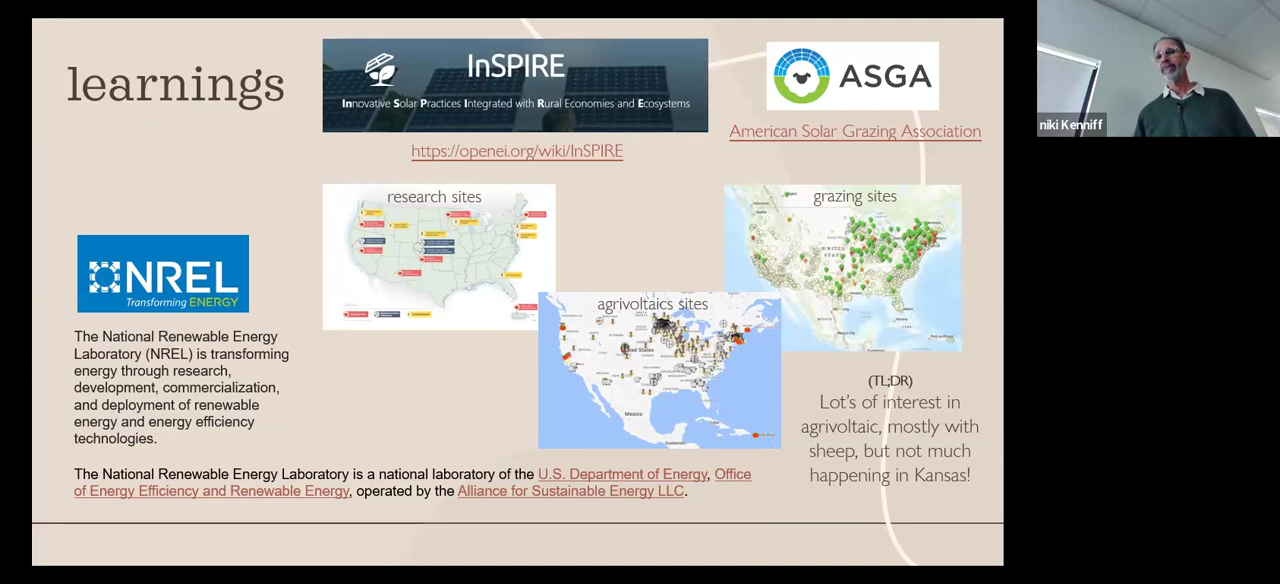 learnings
InSPIRE
Innovative Solar Practices Integrated with Rural Economies and Ecosystems
https://openei.org/wiki/InSPIRE
ASGA
American Solar Grazing Association
niki Kenniff
research sites
grazing sites
agrivoltaics sites
United States
Mexico
Guatemala
NREL
Transforming ENERGY
The National Renewable Energy
Laboratory (NREL) is transforming
energy through research,
development, commercialization,
and deployment of renewable
energy and energy efficiency
technologies.
(TL;DR)
Lot's of interest in
agrivoltaic, mostly with
sheep, but not much
happening in Kansas!
The National Renewable Energy Laboratory is a national laboratory of the U.S. Department of Energy, Office
of Energy Efficiency and Renewable Energy, operated by the Alliance for Sustainable Energy LLC.